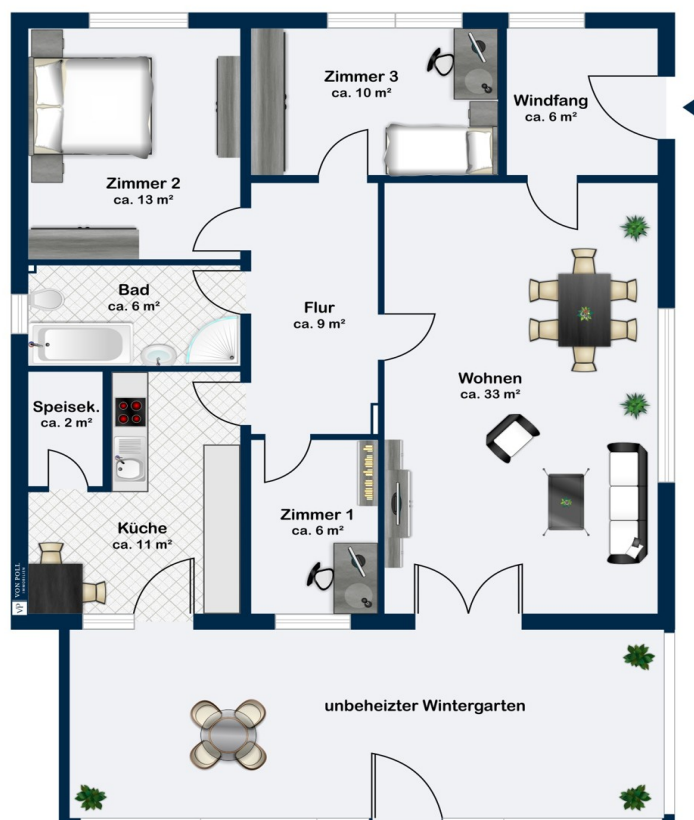 Zimmer 3
ca. 10 m²
Windfang
ca. 6 m²
Zimmer 2
ca. 13 m²
Bad
ca. 6 m²
Flur
ca. 9 m²
Wohnen
ca. 33 m²
Speisek.
ca. 2 m²
Zimmer 1
ca. 6 m²
Küche
ca. 11 m²
VP VON POLL
IMMOBILIEN
unbeheizter Wintergarten